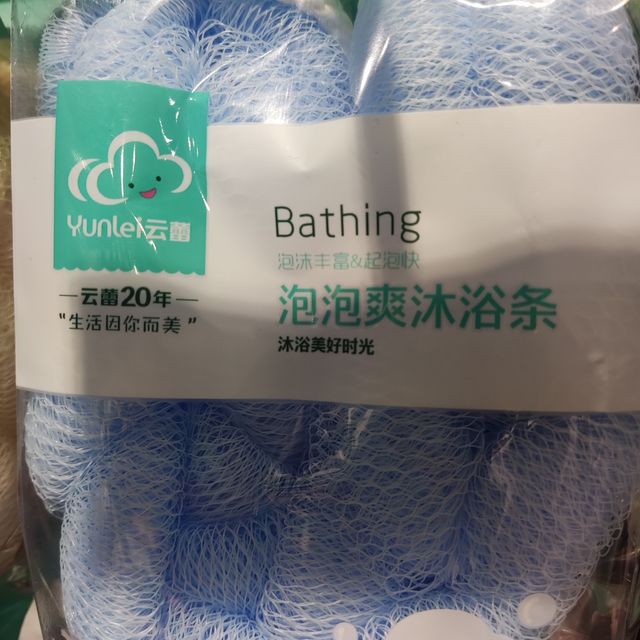 Yunlei云蕾
云蕾20年
“生活因你而美”
Bathing
泡沫丰富&起泡快
泡泡爽沐浴条
沐浴美好时光